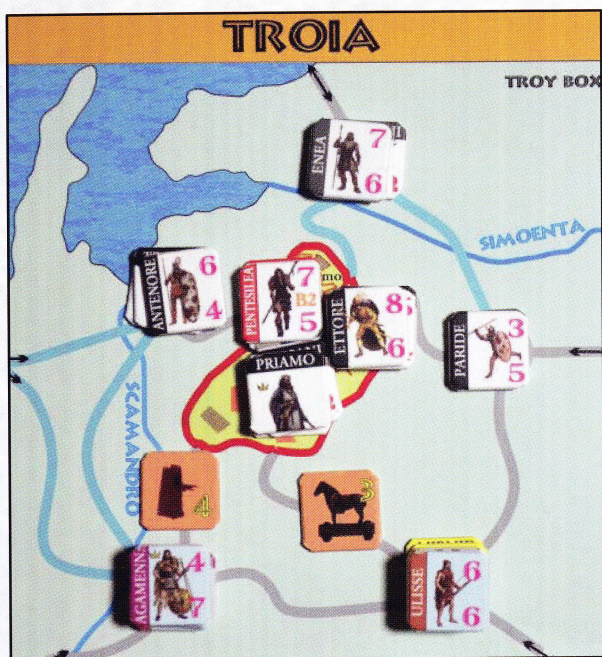 TROIA
TROY BOX
ENEA
7
6
SIMOENTA
ANTENORE
6
4
PENTESILEA
7
B2
5
ETTORE
8
6
PARIDE
3
5
PRIAMO
SCAMANDRO
4
3
AGAMENN
4
7
ULISSE
6
6